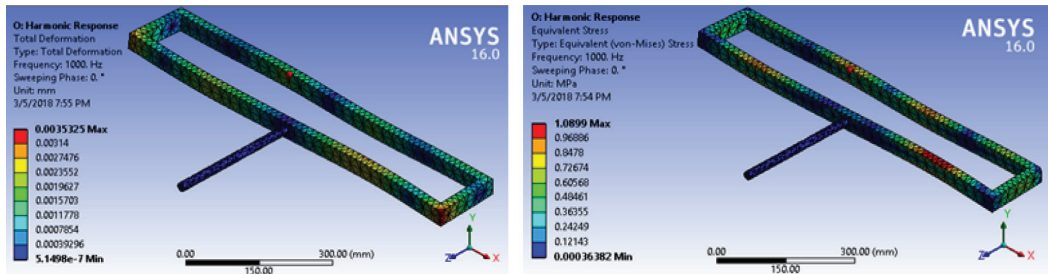 O: Harmonic Response
Total Deformation
Type: Total Deformation
Frequency: 1000. Hz
Sweeping Phase: 0. °
Unit: mm
3/5/2018 7:55 PM
ANSYS
16.0
0.0035325 Max
0.00314
0.0027476
0.0023552
0.0019627
0.0015703
0.0011778
0.0007854
0.00039296
5.1498e-7 Min
0.00
300.00 (mm)
150.00
Y
Z
X
O: Harmonic Response
Equivalent Stress
Type: Equivalent (von-Mises) Stress
Frequency: 1000. Hz
Sweeping Phase: 0. °
Unit: MPa
3/5/2018 7:54 PM
ANSYS
16.0
1.0899 Max
0.96886
0.8478
0.72674
0.60568
0.48461
0.36355
0.24249
0.12143
0.00036382 Min
0.00
300.00 (mm)
150.00
Y
Z
X